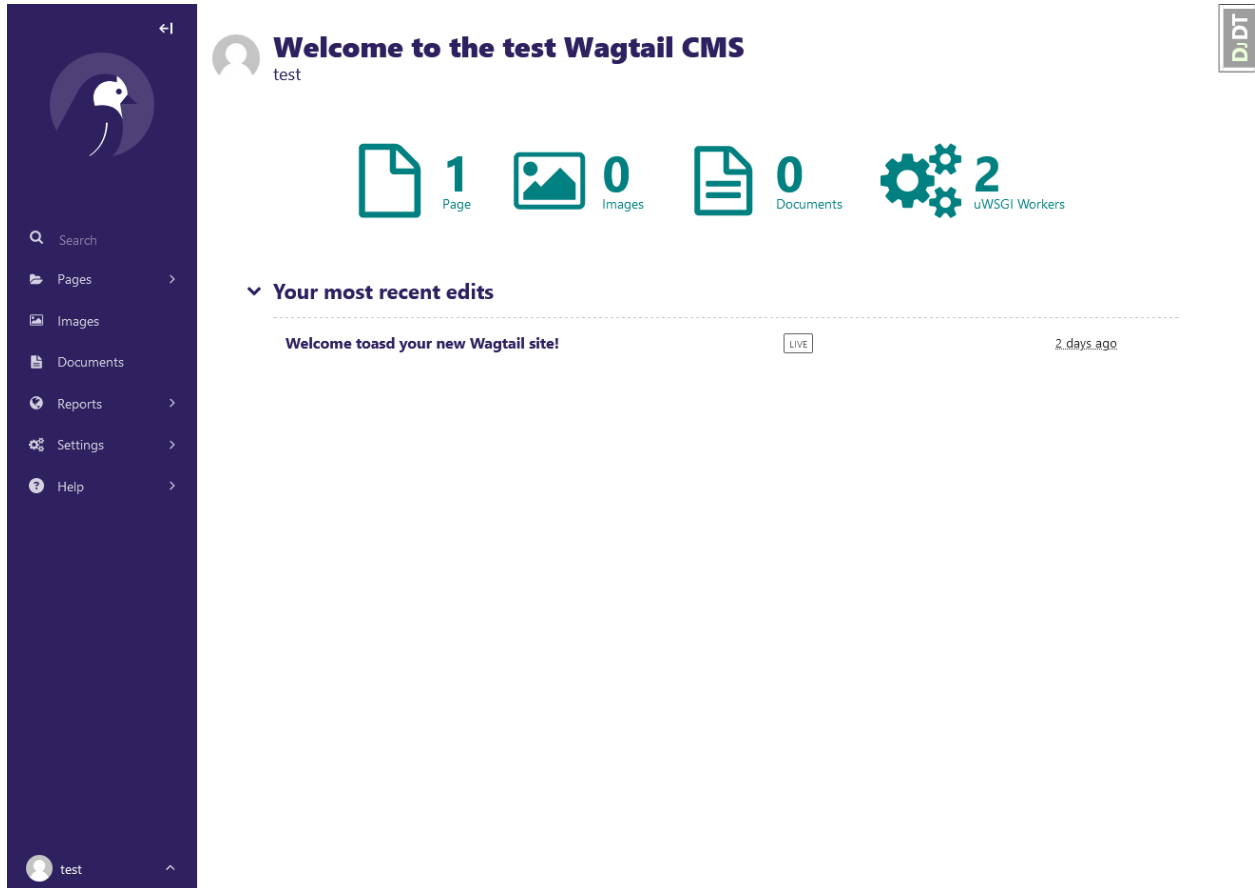 Welcome to the test Wagtail CMS
test
DJDT
1
Page
0
Images
0
Documents
2
uWSGI Workers
Search
Pages
Images
Documents
Reports
Settings
Help
Your most recent edits
Welcome toasd your new Wagtail site! LIVE 2 days ago
test